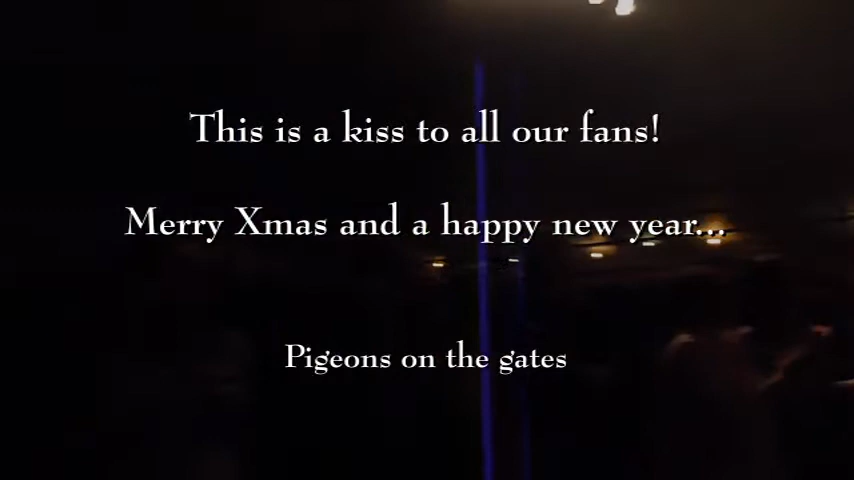 This is a kiss to all our fans!
Merry Xmas and a happy new year...
Pigeons on the gates